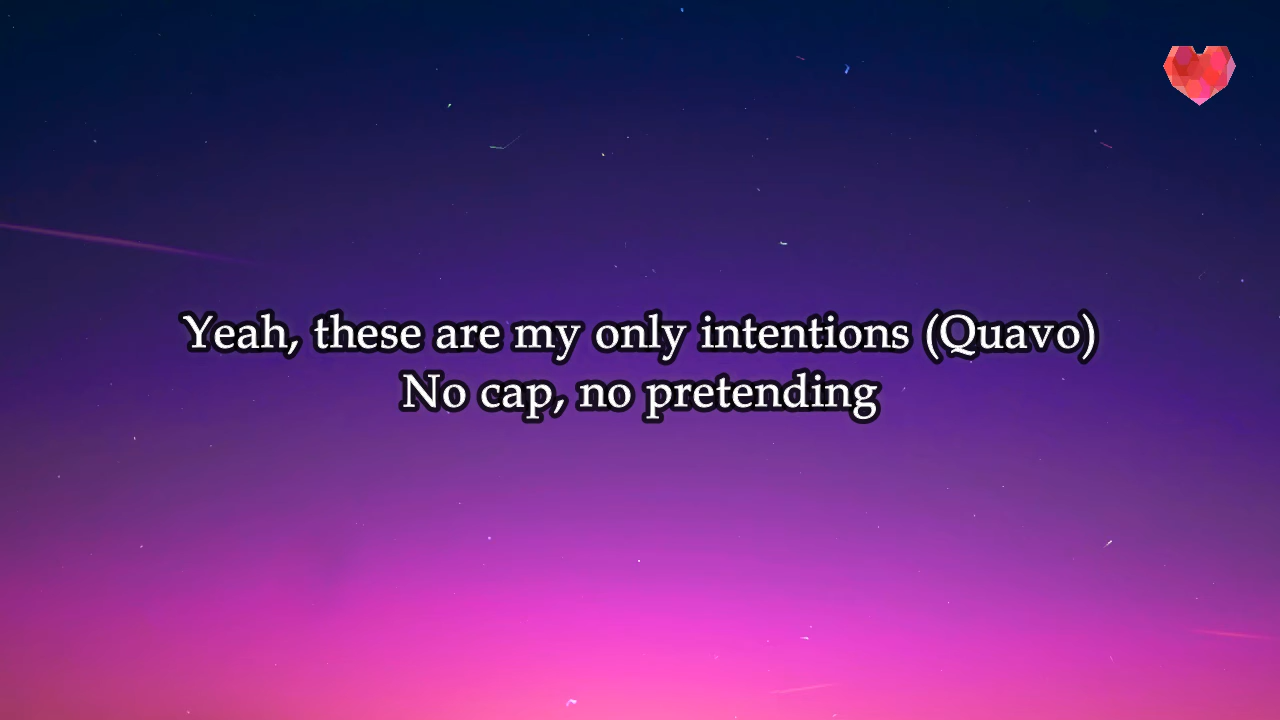 Yeah, these are my only intentions (Quavo)
No cap, no pretending